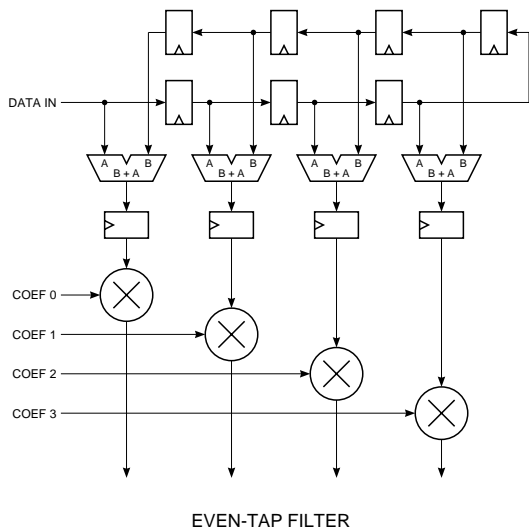 DATA IN
A B A B A B A B
B + A B + A B + A B + A
COEF 0
COEF 1
COEF 2
COEF 3
EVEN-TAP FILTER